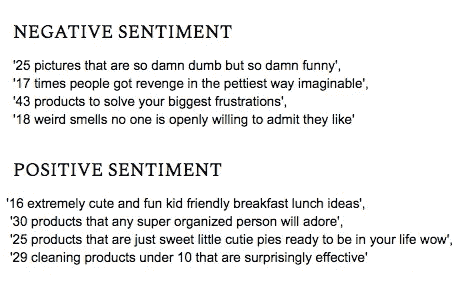 NEGATIVE SENTIMENT
'25 pictures that are so damn dumb but so damn funny',
'17 times people got revenge in the pettiest way imaginable',
'43 products to solve your biggest frustrations',
'18 weird smells no one is openly willing to admit they like'
POSITIVE SENTIMENT
'16 extremely cute and fun kid friendly breakfast lunch ideas',
'30 products that any super organized person will adore',
'25 products that are just sweet little cutie pies ready to be in your life wow',
'29 cleaning products under 10 that are surprisingly effective'